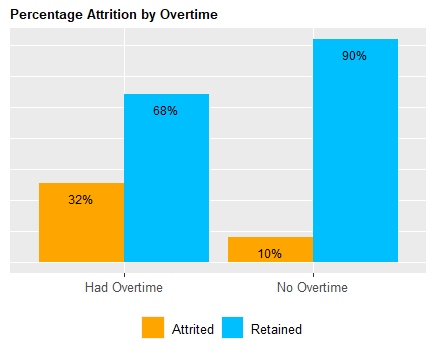 Percentage Attrition by Overtime
90%
68%
32%
10%
Had Overtime
No Overtime
Attrited
Retained